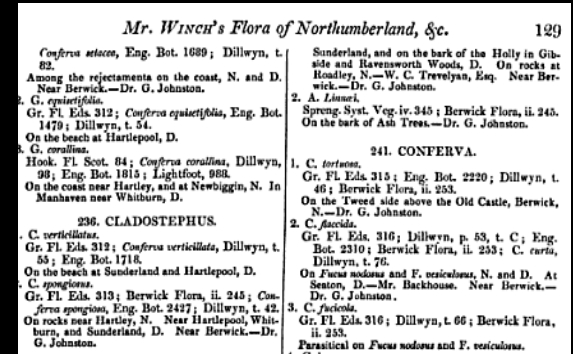 Mr. WINCH's Flora of Northumberland, &c. 129
Conferva setacea, Eng. Bot. 1689 ; Dillwyn, t.
82.
Among the rejectamenta on the coast, N. and D.
Near Berwick.—Dr. G. Johnston.
2. G. equisetifolia.
Gr. Fl. Eds. 312 ; Conferva equisetifolia, Eng. Bot.
1479 ; Dillwyn, t. 54.
On the beach at Hartlepool, D.
3. G. corallina.
Hook. Fl. Scot. 84 ; Conferva corallina, Dillwyn,
98 ; Eng. Bot. 1815 ; Lightfoot, 988.
On the coast near Hartley, and at Newbiggin, N. In
Manhaven near Whitburn, D.
236. CLADOSTEPHUS.
. C. verticillatus.
Gr. Fl. Eds. 312 ; Conferva verticillata, Dillwyn, t.
55 ; Eng. Bot. 1718.
On the beach at Sunderland and Hartlepool, D.
. C. spongiosus.
Gr. Fl. Eds. 313 ; Berwick Flora, ii. 245 ; Con-
ferva spongiosa, Eng. Bot. 2427 ; Dillwyn, t. 42.
On rocks near Hartley, N. Near Hartlepool, Whit-
burn, and Sunderland, D. Near Berwick.—Dr.
G. Johnston.
Sunderland, and on the bark of the Holly in Gib-
side and Ravensworth Woods, D. On rocks at
Roadley, N.—W. C. Trevelyan, Esq. Near Ber-
wick.—Dr. G. Johnston.
2. A. Linnæi.
Spreng. Syst. Veg. iv. 345 ; Berwick Flora, ii. 245.
On the bark of Ash Trees.—Dr. G. Johnston.
241. CONFERVA.
1. C. tortuosa.
Gr. Fl. Eds. 315 ; Eng. Bot. 2220 ; Dillwyn, t.
46 ; Berwick Flora, ii. 253.
On the Tweed side above the Old Castle, Berwick,
N.—Dr. G. Johnston.
2. C. flaccida.
Gr. Fl. Eds. 316 ; Dillwyn, p. 53, t. C ; Eng.
Bot. 2310 ; Berwick Flora, ii. 253 ; C. curta,
Dillwyn, t. 76.
On Fucus nodosus and F. vesiculosus, N. and D. At
Seaton, D.—Mr. Backhouse. Near Berwick.—
Dr. G. Johnston.
3. C. fucicola.
Gr. Fl. Eds. 316 ; Dillwyn, t. 66 ; Berwick Flora,
ii. 253.
Parasitical on Fucus nodosus and F. vesiculosus.